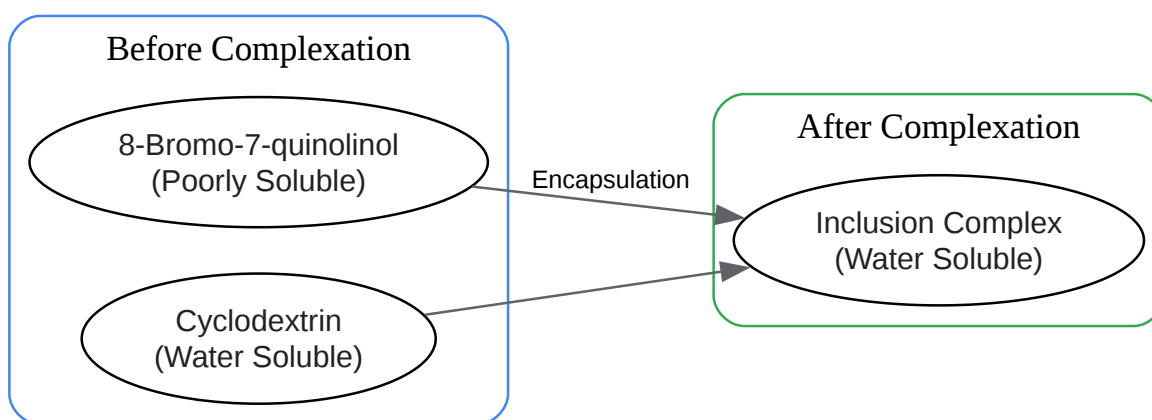 Before Complexation
8-Bromo-7-quinolinol
(Poorly Soluble)
Cyclodextrin
(Water Soluble)
Encapsulation
After Complexation
Inclusion Complex
(Water Soluble)